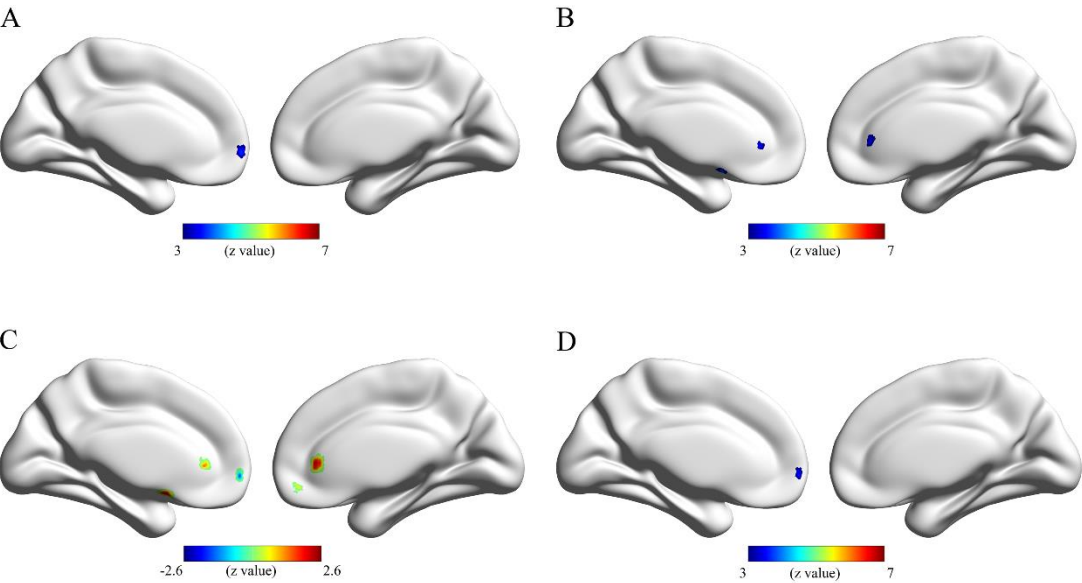 A
B
3 (z value) 7
3 (z value) 7
C
D
-2.6 (z value) 2.6
3 (z value) 7